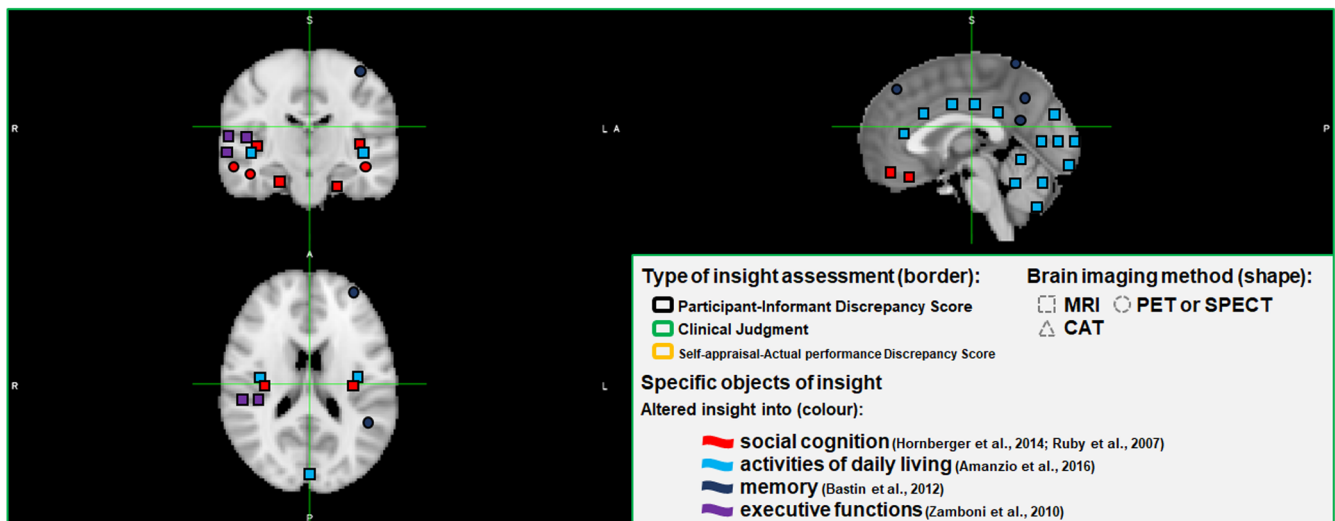 S
S
R
L A
P
A
Type of insight assessment (border):
Brain imaging method (shape):
Participant-Informant Discrepancy Score
MRI
PET or SPECT
Clinical Judgment
CAT
Self-appraisal-Actual performance Discrepancy Score
R
L
Specific objects of insight
Altered insight into (colour):
social cognition (Hornberger et al., 2014; Ruby et al., 2007)
activities of daily living (Amanzio et al., 2016)
memory (Bastin et al., 2012)
executive functions (Zamboni et al., 2010)
P